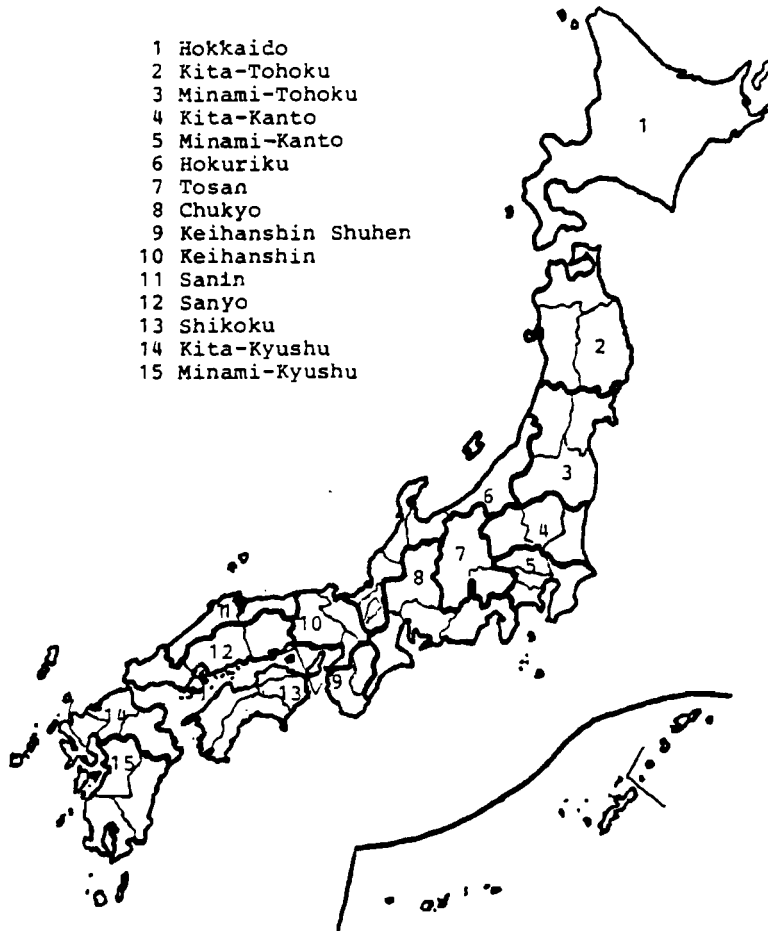 1 Hokkaido
2 Kita-Tohoku
3 Minami-Tohoku
4 Kita-Kanto
5 Minami-Kanto
6 Hokuriku
7 Tosan
8 Chukyo
9 Keihanshin Shuhen
10 Keihanshin
11 Sanin
12 Sanyo
13 Shikoku
14 Kita-Kyushu
15 Minami-Kyushu
1
2
3
6
4
7
5
8
11
10
12
9
13
14
15